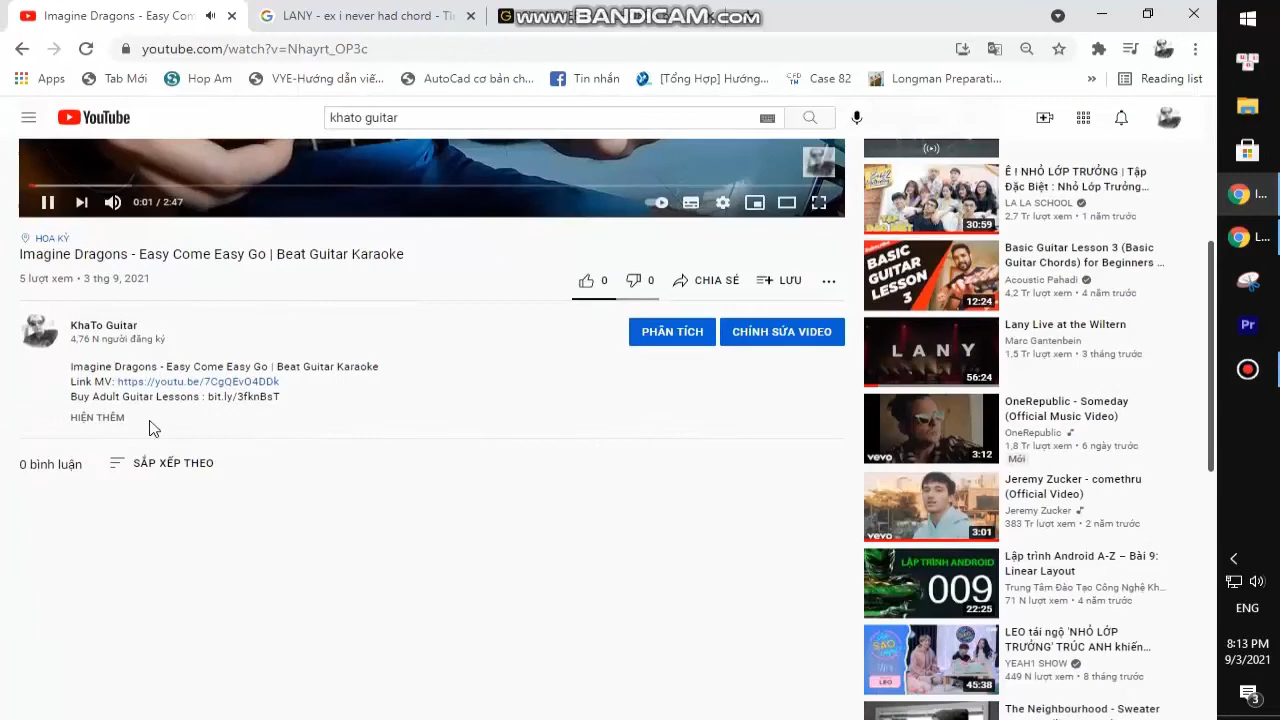 Imagine Dragons - Easy Com
LANY - ex i never had chord - Ti
www.BANDICAM.com
youtube.com/watch?v=Nhayrt_OP3c
Apps
Tab Mới
Hop Am
VYE-Hướng dẫn viế...
AutoCad cơ bản ch...
Tin nhắn
[Tổng Hợp] Hướng...
Case 82
Longman Preparati...
»
Reading list
YouTube
khato guitar
0:01 / 2:47
HOA KỲ
Imagine Dragons - Easy Come Easy Go | Beat Guitar Karaoke
5 lượt xem • 3 thg 9, 2021
0
0
CHIA SẺ
LƯU
KhaTo Guitar
4,76 N người đăng ký
PHÂN TÍCH
CHỈNH SỬA VIDEO
Imagine Dragons - Easy Come Easy Go | Beat Guitar Karaoke
Link MV: https://youtu.be/7CgQEvO4DDk
Buy Adult Guitar Lessons : bit.ly/3fknBsT
HIỆN THÊM
0 bình luận
SẮP XẾP THEO
30:59
Ê ! NHỎ LỚP TRƯỞNG | Tập
Đặc Biệt : Nhỏ Lớp Trưởng...
LA LA SCHOOL
2,7 Tr lượt xem • 1 năm trước
BASIC
GUITAR
LESSON
3
12:24
Basic Guitar Lesson 3 (Basic
Guitar Chords) for Beginners ...
Acoustic Pahadi
4,2 Tr lượt xem • 4 năm trước
LANY
56:24
Lany Live at the Wiltern
Marc Gantenbein
1,5 Tr lượt xem • 3 tháng trước
vevo
3:12
OneRepublic - Someday
(Official Music Video)
OneRepublic
1,8 Tr lượt xem • 6 ngày trước
Mới
vevo
3:01
Jeremy Zucker - comethru
(Official Video)
Jeremy Zucker
383 Tr lượt xem • 2 năm trước
LẬP TRÌNH ANDROID
009
22:25
Lập trình Android A-Z – Bài 9:
Linear Layout
Trung Tâm Đào Tạo Công Nghệ Kh...
71 N lượt xem • 4 năm trước
LEO
45:38
LEO tái ngộ 'NHỎ LỚP
TRƯỞNG' TRÚC ANH khiến...
YEAH1 SHOW
449 N lượt xem • 8 tháng trước
The Neighbourhood - Sweater
I...
L...
Pr
ENG
8:13 PM
9/3/2021
3